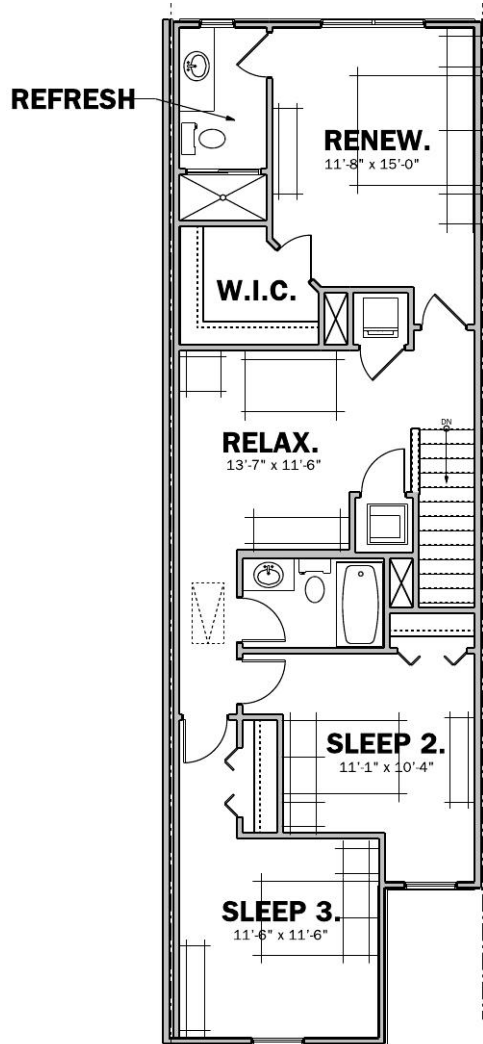 REFRESH
RENEW.
11'-8" x 15'-0"
W.I.C.
RELAX.
13'-7" x 11'-6"
DN
SLEEP 2.
11'-1" x 10'-4"
SLEEP 3.
11'-6" x 11'-6"